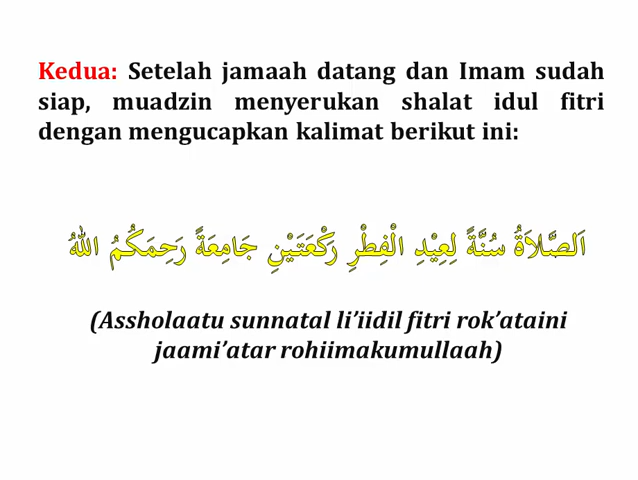 Kedua: Setelah jamaah datang dan Imam sudah
siap, muadzin menyerukan shalat idul fitri
dengan mengucapkan kalimat berikut ini:
اَلصَّلاَةُ سُنَّةً لِعِيْدِ الْفِطْرِ رَكْعَتَيْنِ جَامِعَةً رَحِمَكُمُ اللهُ
(Assholaatu sunnatal li’iidil fitri rok’ataini
jaami’atar rohiimakumullaah)